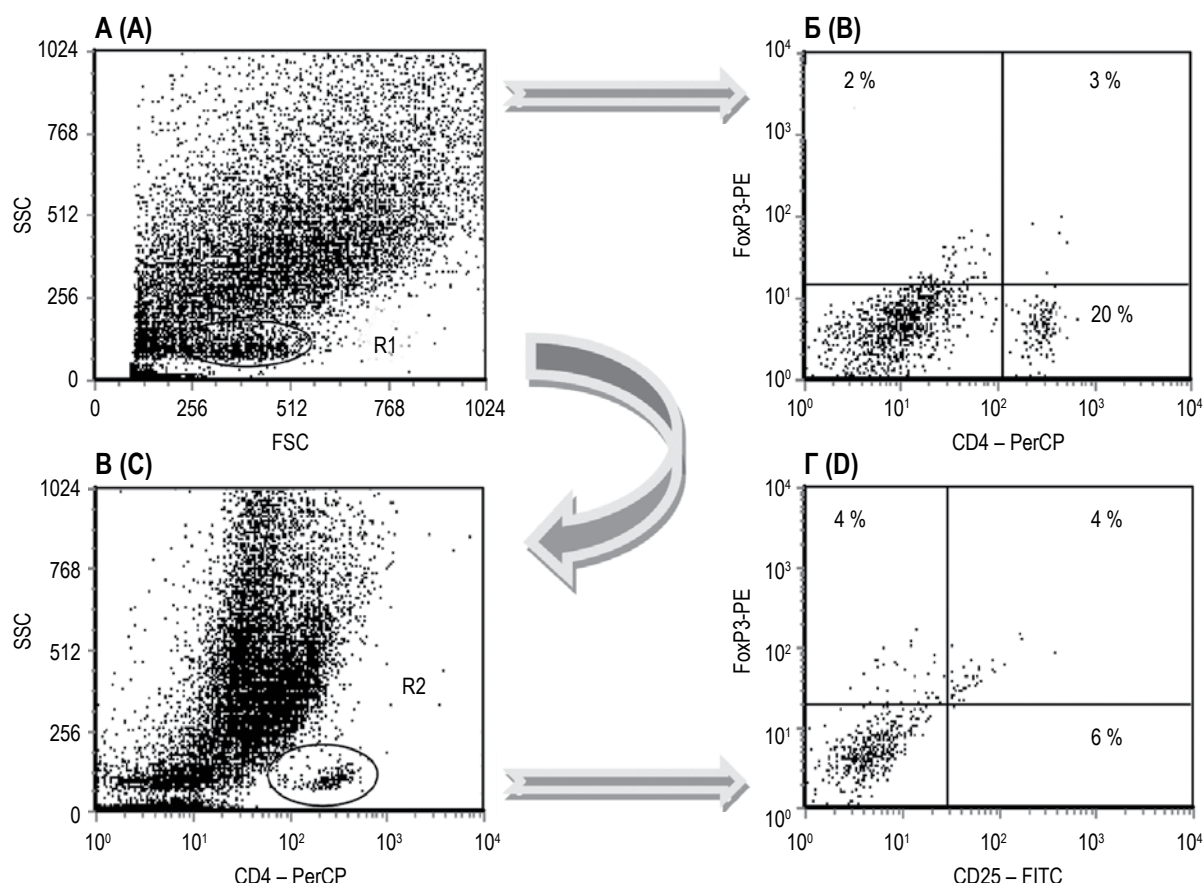 А (A)
1024
768
512
256
0
SSC
R1
0 256 512 768 1024
FSC
Б (B)
10⁴
10³
10²
10¹
10⁰
FoxP3-PE
2 %
3 %
20 %
10⁰ 10¹ 10² 10³ 10⁴
CD4 – PerCP
В (C)
1024
768
512
256
0
SSC
R2
10⁰ 10¹ 10² 10³ 10⁴
CD4 – PerCP
Г (D)
10⁴
10³
10²
10¹
10⁰
FoxP3-PE
4 %
4 %
6 %
10⁰ 10¹ 10² 10³ 10⁴
CD25 – FITC